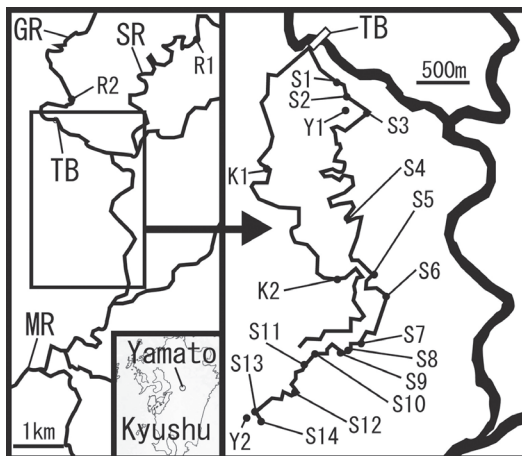 GR
SR
R1
R2
TB
MR
1km
Yamato
Kyushu
TB
500m
S1
S2
Y1
S3
K1
S4
S5
K2
S6
S11
S7
S13
S8
S9
S10
S12
Y2
S14